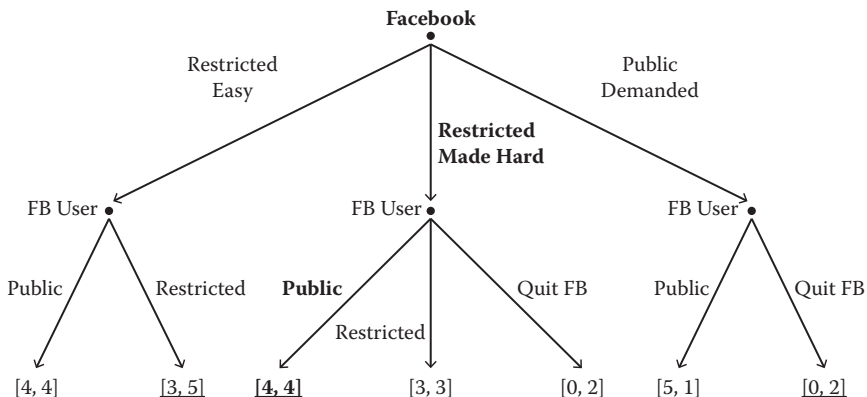 Facebook
Restricted
Easy
Public
Demanded
Restricted
Made Hard
FB User
FB User
FB User
Public
Restricted
Public
Restricted
Quit FB
Public
Quit FB
[4, 4]
[3, 5]
[4, 4]
[3, 3]
[0, 2]
[5, 1]
[0, 2]